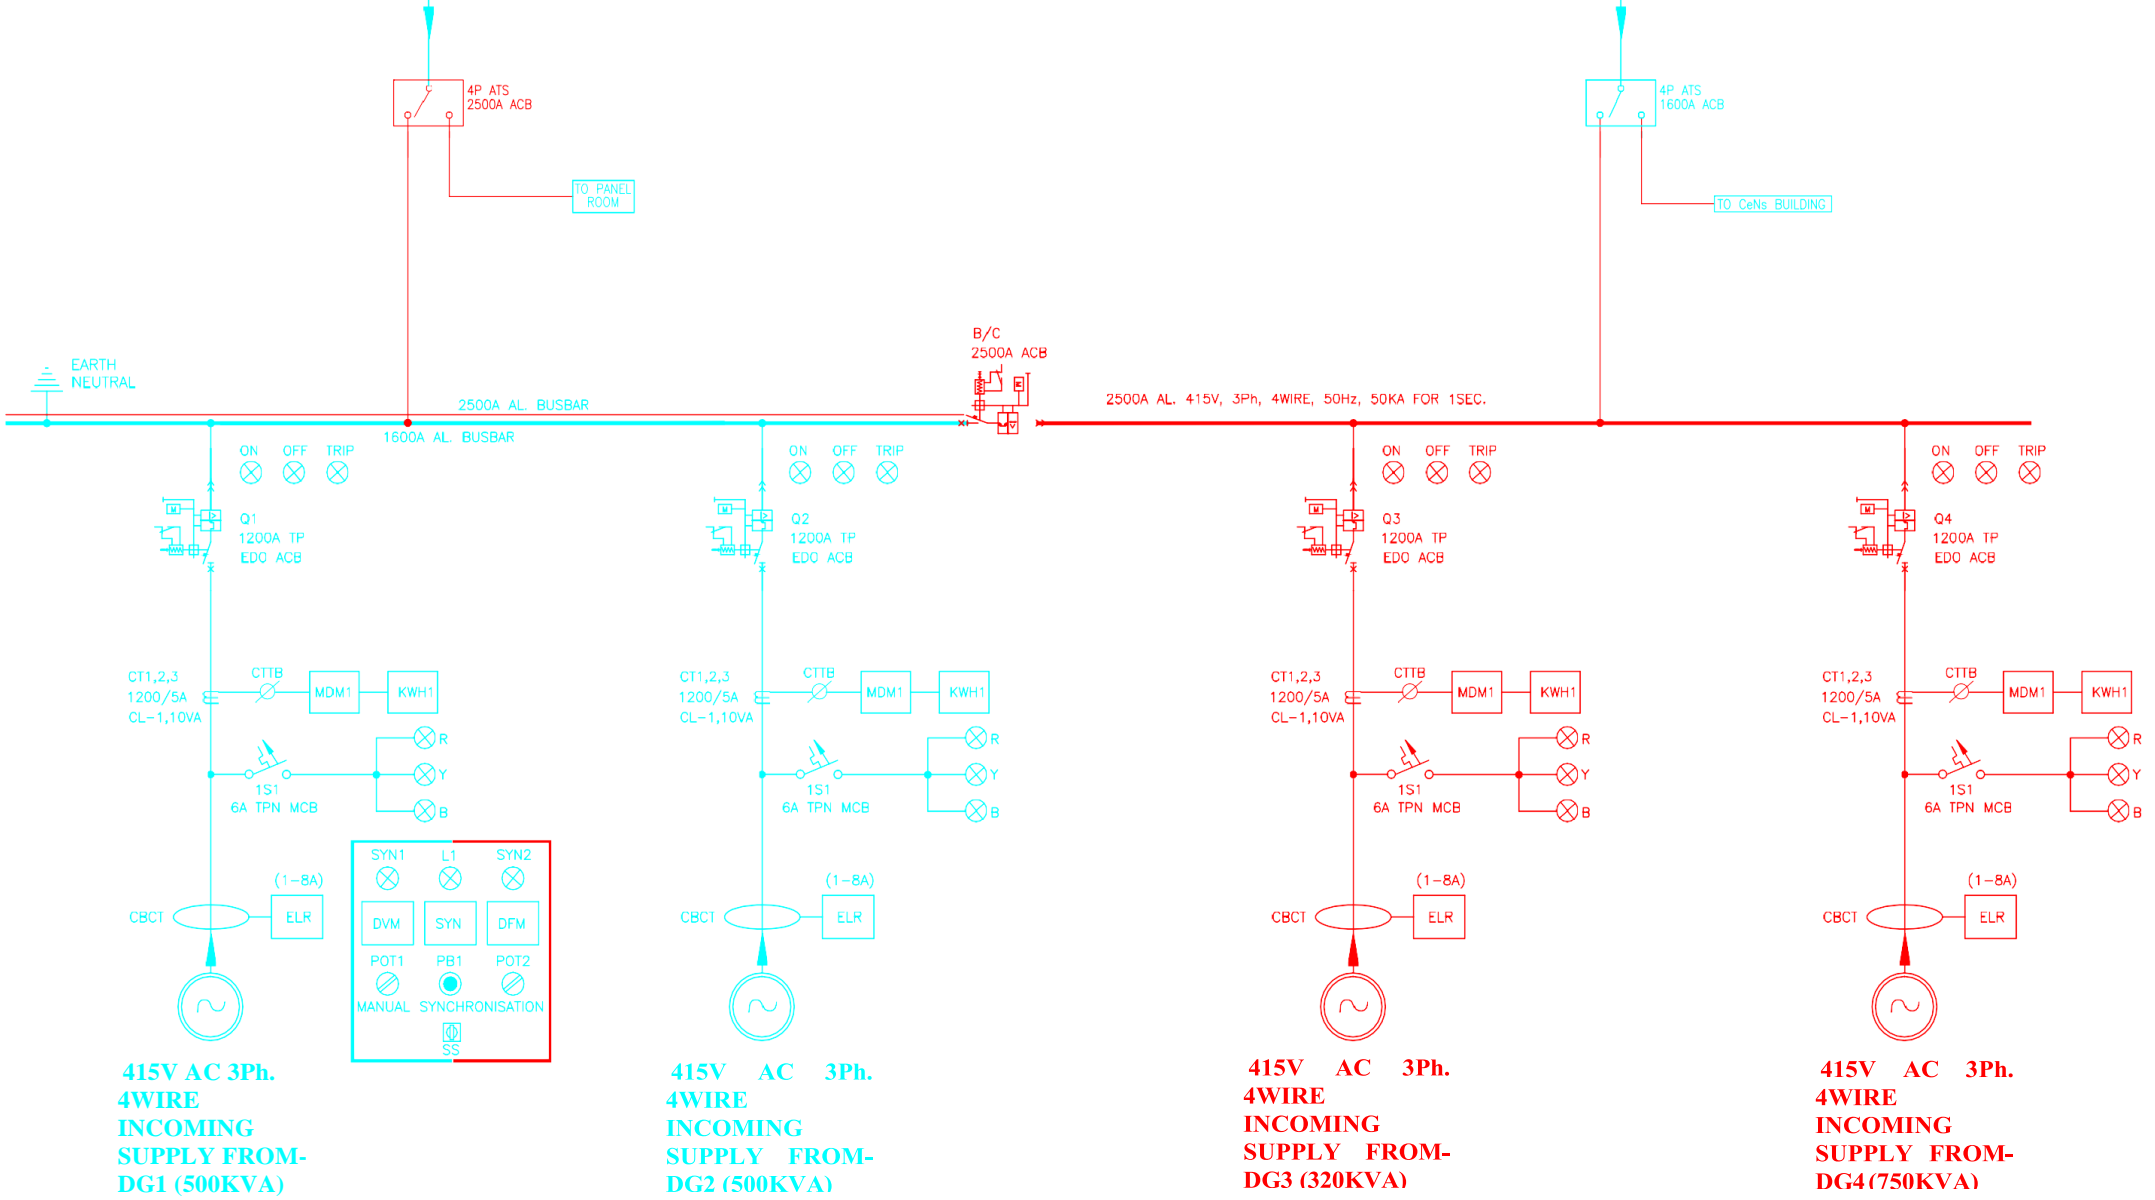 4P ATS
2500A ACB
4P ATS
1600A ACB
TO PANEL
ROOM
TO CeNs BUILDING
B/C
2500A ACB
M
EARTH
NEUTRAL
2500A AL. BUSBAR
1600A AL. BUSBAR
2500A AL. 415V, 3Ph, 4WIRE, 50Hz, 50KA FOR 1SEC.
ON OFF TRIP
M
Q1
1200A TP
EDO ACB
CT1,2,3
1200/5A
CL-1,10VA
CTTB
MDM1
KWH1
R
Y
B
1S1
6A TPN MCB
(1-8A)
CBCT
ELR
SYN1 L1 SYN2
DVM SYN DFM
POT1 PB1 POT2
MANUAL SYNCHRONISATION
SS
415V AC 3Ph.
4WIRE
INCOMING
SUPPLY FROM-
DG1 (500KVA)
ON OFF TRIP
M
Q2
1200A TP
EDO ACB
CT1,2,3
1200/5A
CL-1,10VA
CTTB
MDM1
KWH1
R
Y
B
1S1
6A TPN MCB
(1-8A)
CBCT
ELR
415V AC 3Ph.
4WIRE
INCOMING
SUPPLY FROM-
DG2 (500KVA)
ON OFF TRIP
M
Q3
1200A TP
EDO ACB
CT1,2,3
1200/5A
CL-1,10VA
CTTB
MDM1
KWH1
R
Y
B
1S1
6A TPN MCB
(1-8A)
CBCT
ELR
415V AC 3Ph.
4WIRE
INCOMING
SUPPLY FROM-
DG3 (320KVA)
ON OFF TRIP
M
Q4
1200A TP
EDO ACB
CT1,2,3
1200/5A
CL-1,10VA
CTTB
MDM1
KWH1
R
Y
B
1S1
6A TPN MCB
(1-8A)
CBCT
ELR
415V AC 3Ph.
4WIRE
INCOMING
SUPPLY FROM-
DG4 (750KVA)